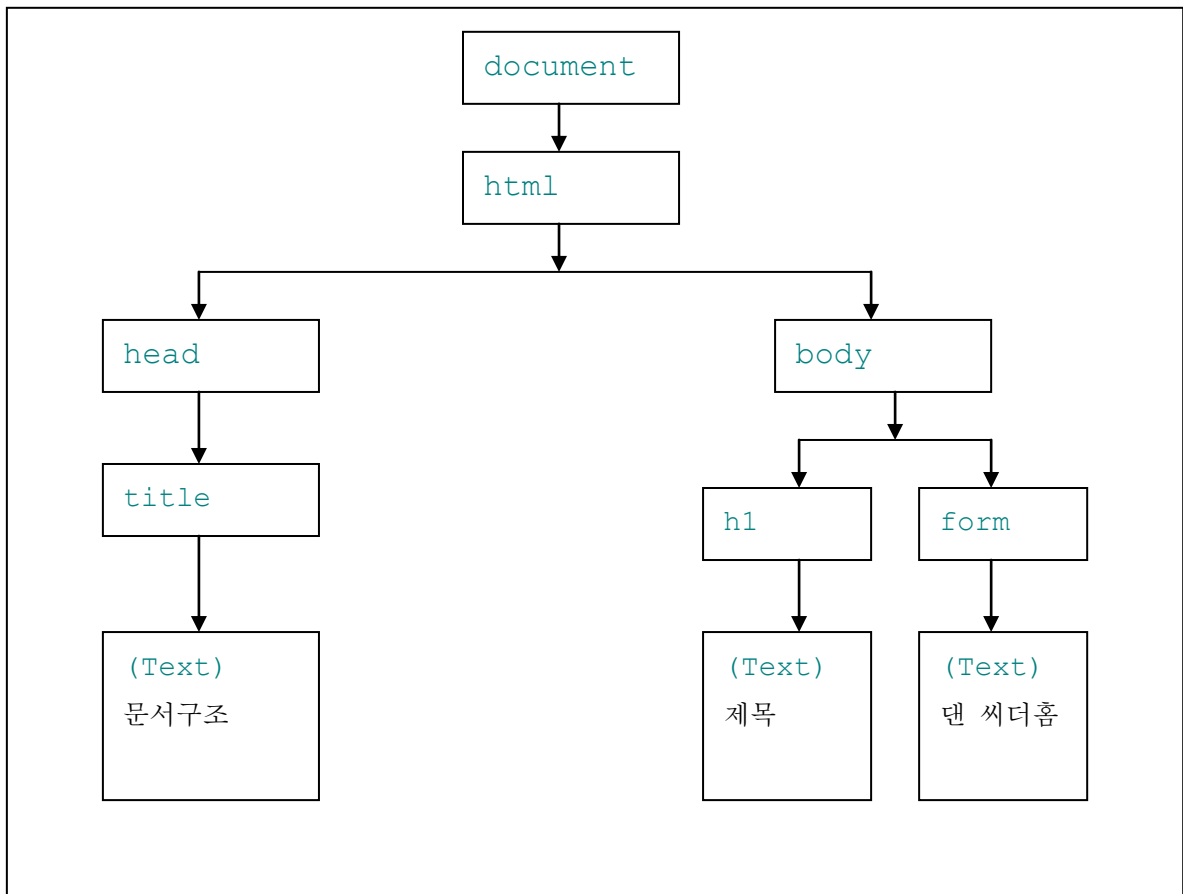 document
html
head
body
title
h1
form
(Text)
문서구조
(Text)
제목
(Text)
댄 씨더홈